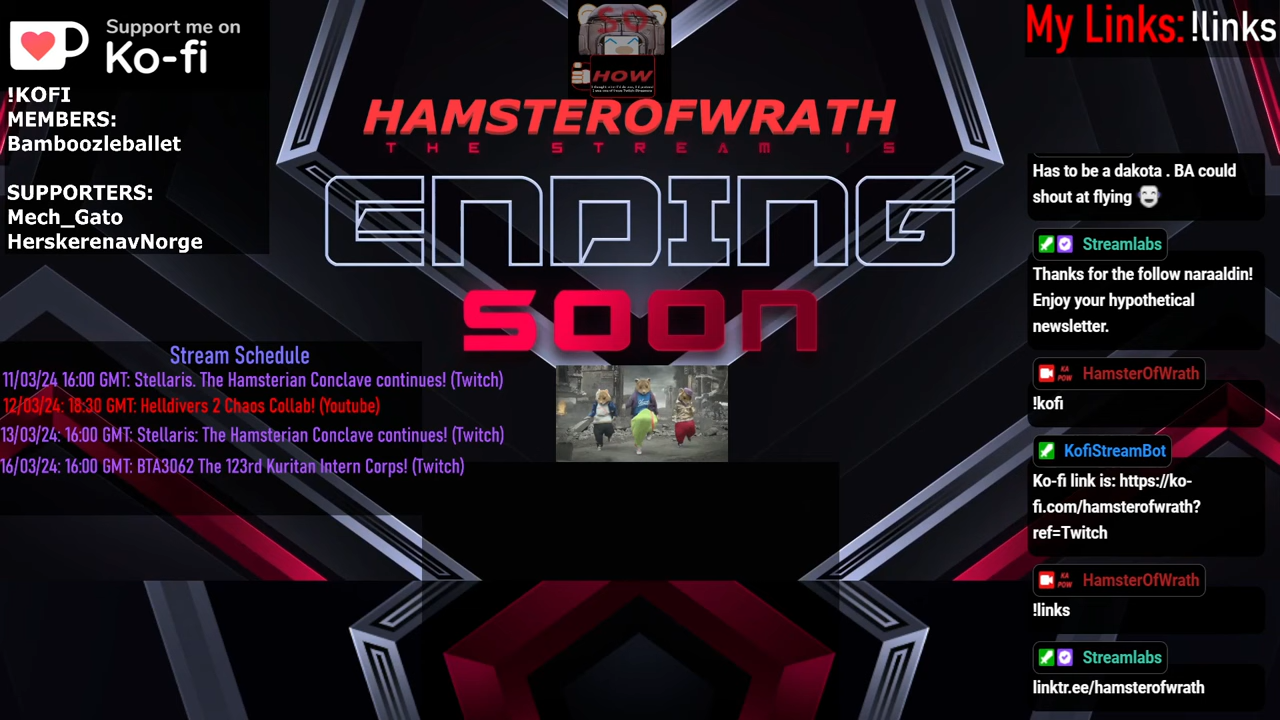 Support me on
Ko-fi
!KOFI
MEMBERS:
Bamboozleballet
SUPPORTERS:
Mech_Gato
HerskerenavNorge
HOW
HAMSTEROFWRATH
THE STREAM IS
ENDING
SOON
Stream Schedule
11/03/24 16:00 GMT: Stellaris. The Hamsterian Conclave continues! (Twitch)
12/03/24: 18:30 GMT: Helldivers 2 Chaos Collab! (Youtube)
13/03/24: 16:00 GMT: Stellaris: The Hamsterian Conclave continues! (Twitch)
16/03/24: 16:00 GMT: BTA3062 The 123rd Kuritan Intern Corps! (Twitch)
My Links: !links
Has to be a dakota . BA could
shout at flying
Streamlabs
Thanks for the follow naraaldin!
Enjoy your hypothetical
newsletter.
KA POW HamsterOfWrath
!kofi
KofiStreamBot
Ko-fi link is: https://ko-
fi.com/hamsterofwrath?
ref=Twitch
KA POW HamsterOfWrath
!links
Streamlabs
linktr.ee/hamsterofwrath